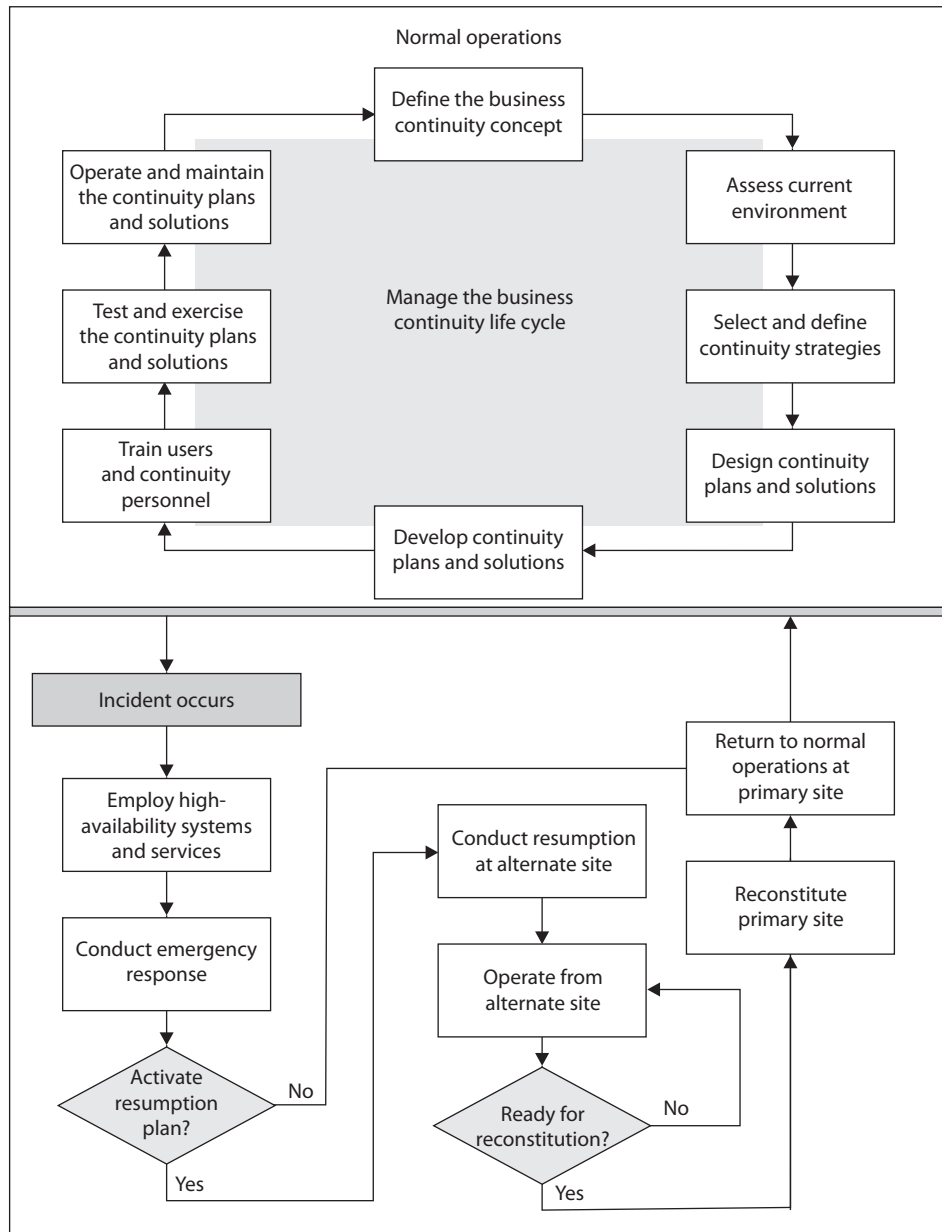 Normal operations
Define the business
continuity concept
Operate and maintain
the continuity plans
and solutions
Assess current
environment
Test and exercise
the continuity plans
and solutions
Manage the business
continuity life cycle
Select and define
continuity strategies
Train users
and continuity
personnel
Design continuity
plans and solutions
Develop continuity
plans and solutions
Incident occurs
Return to normal
operations at
primary site
Employ high-
availability systems
and services
Conduct resumption
at alternate site
Reconstitute
primary site
Conduct emergency
response
Operate from
alternate site
Activate
resumption
plan?
No
Yes
Ready for
reconstitution?
No
Yes